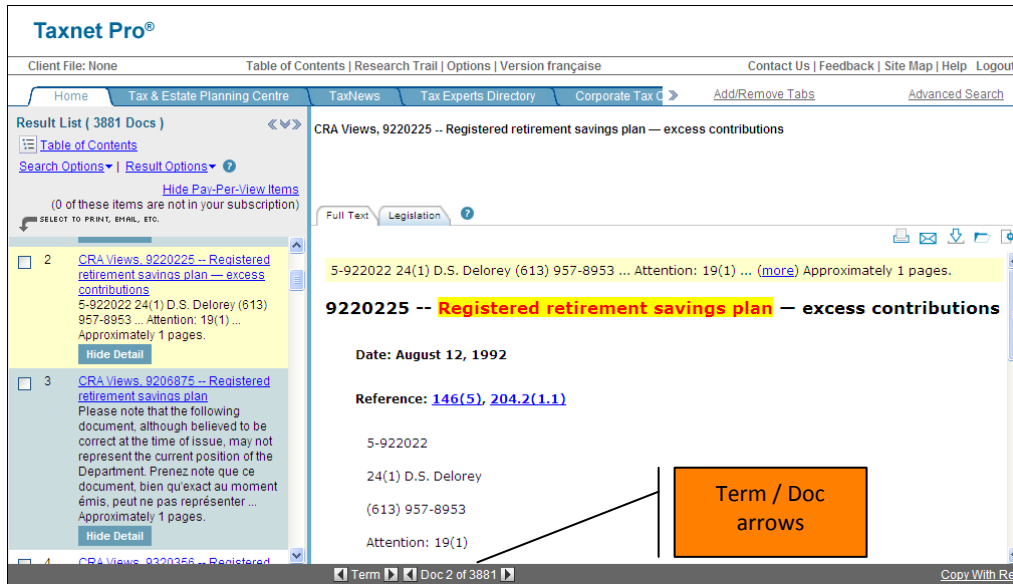 Taxnet Pro®
Client File: None
Table of Contents | Research Trail | Options | Version française
Contact Us | Feedback | Site Map | Help Logout
Home
Tax & Estate Planning Centre
TaxNews
Tax Experts Directory
Corporate Tax C
Add/Remove Tabs
Advanced Search
Result List ( 3881 Docs )
Table of Contents
Search Options | Result Options
Hide Pay-Per-View Items
(0 of these items are not in your subscription)
SELECT TO PRINT, EMAIL, ETC.
2 CRA Views, 9220225 -- Registered
retirement savings plan — excess
contributions
5-922022 24(1) D.S. Delorey (613)
957-8953 ... Attention: 19(1) ...
Approximately 1 pages.
Hide Detail
3 CRA Views, 9206875 -- Registered
retirement savings plan
Please note that the following
document, although believed to be
correct at the time of issue, may not
represent the current position of the
Department. Prenez note que ce
document, bien qu'exact au moment
émis, peut ne pas représenter ...
Approximately 1 pages.
Hide Detail
4 CRA Views, 9320356 -- Registered
CRA Views, 9220225 -- Registered retirement savings plan — excess contributions
Full Text
Legislation
5-922022 24(1) D.S. Delorey (613) 957-8953 ... Attention: 19(1) ... (more) Approximately 1 pages.
9220225 -- Registered retirement savings plan — excess contributions
Date: August 12, 1992
Reference: 146(5), 204.2(1.1)
5-922022
24(1) D.S. Delorey
(613) 957-8953
Attention: 19(1)
Term / Doc
arrows
Term
Doc 2 of 3881
Copy With Re